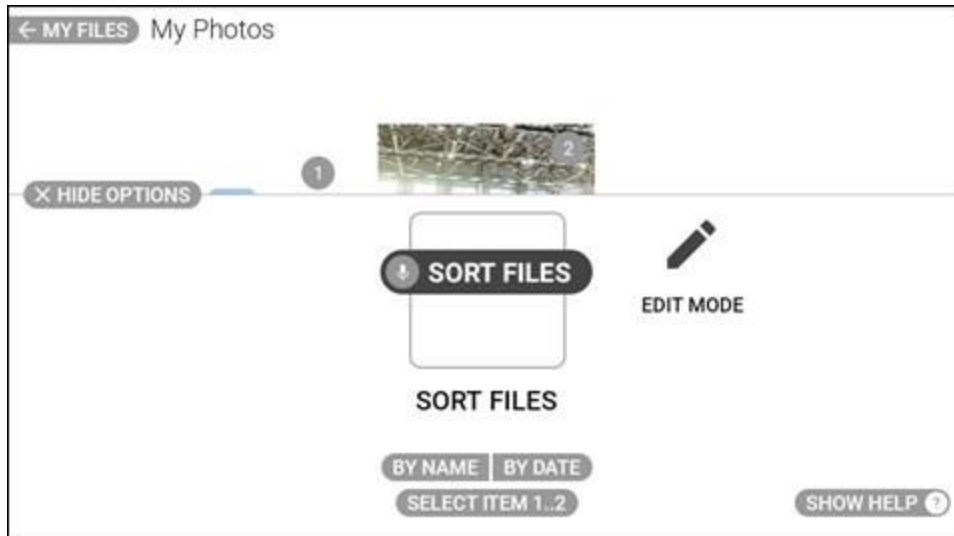 ← MY FILES My Photos
1
2
X HIDE OPTIONS
SORT FILES
EDIT MODE
SORT FILES
BY NAME BY DATE
SELECT ITEM 1..2
SHOW HELP ?